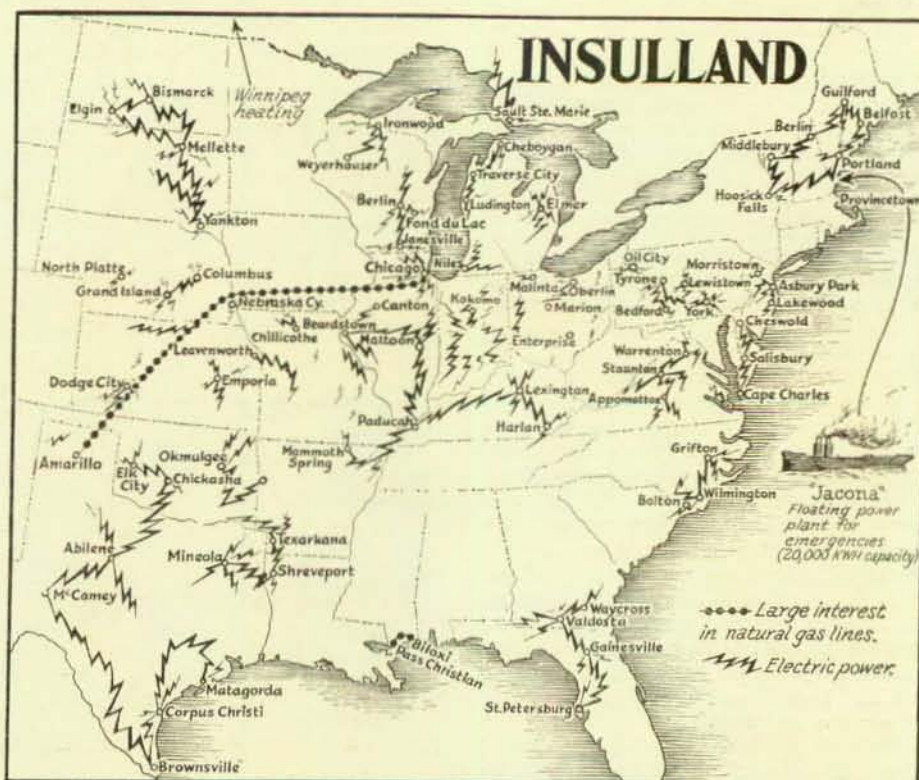 INSULLAND
Elgin
Bismarck
Winnipeg
heating
Mellette
Yankton
Ironwood
Weyerhauser
Sault Ste. Marie
Cheboygan
Traverse City
Ludington
Elmer
Berlin
Fond du Lac
Janesville
Chicago
Niles
Guilford
Belfast
Berlin
Middlebury
Portland
Hoosick
Falls
Provincetown
North Platte
Columbus
Grand Island
Nebraska Cy.
Canton
Kokomo
Malinta
Oberlin
Marion
Enterprise
Oil City
Tyrone
Lewistown
Bedford
York
Morristown
Asbury Park
Lakewood
Cheswold
Salisbury
Cape Charles
Chillicothe
Beardstown
Mattoon
Leavenworth
Emporia
Dodge City
Warrenton
Staunton
Appomattox
Lexington
Harlan
Paducah
Mammoth
Spring
Amarillo
Elk
City
Okmulgee
Chickasha
Grifton
Bolton
Wilmington
"Jacona"
Floating power
plant for
emergencies
(20,000 KWH capacity)
Abilene
Mineola
Texarkana
Shreveport
McCamey
Waycross
Valdosta
Gainesville
St. Petersburg
Biloxi
Pass Christian
Matagorda
Corpus Christi
Brownsville
Large interest
in natural gas lines.
Electric power.